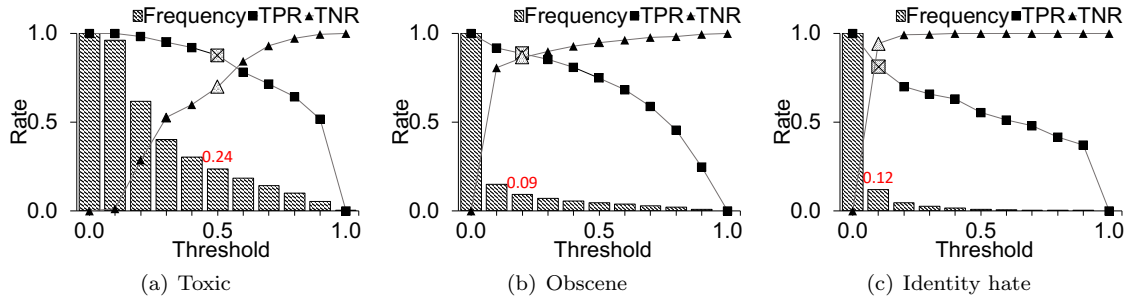 Frequency TPR TNR
1.0
0.5
0.0
Rate
0.24
0.0 0.5 1.0
Threshold
(a) Toxic
Frequency TPR TNR
1.0
0.5
0.0
Rate
0.09
0.0 0.5 1.0
Threshold
(b) Obscene
Frequency TPR TNR
1.0
0.5
0.0
Rate
0.12
0.0 0.5 1.0
Threshold
(c) Identity hate